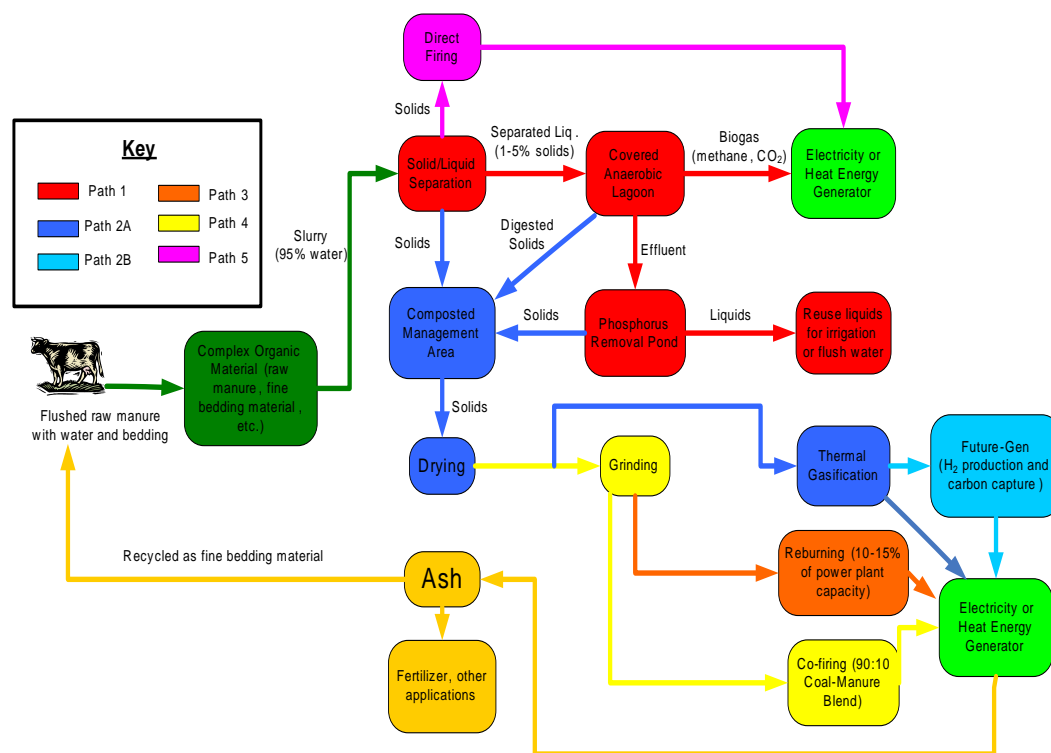 Direct
Firing
Solids
Key
Path 1
Path 3
Path 2A
Path 4
Path 2B
Path 5
Slurry
(95% water)
Solid/Liquid
Separation
Separated Liq .
(1-5% solids)
Covered
Anaerobic
Lagoon
Biogas
(methane , CO₂)
Electricity or
Heat Energy
Generator
Solids
Digested
Solids
Effluent
Composted
Management
Area
Solids
Phosphorus
Removal Pond
Liquids
Reuse liquids
for irrigation
or flush water
Flushed raw manure
with water and bedding
Complex Organic
Material (raw
manure , fine
bedding material ,
etc.)
Solids
Drying
Grinding
Thermal
Gasification
Future-Gen
(H₂ production and
carbon capture )
Recycled as fine bedding material
Ash
Reburning (10-15%
of power plant
capacity)
Electricity or
Heat Energy
Generator
Fertilizer, other
applications
Co-firing (90:10
Coal-Manure
Blend)